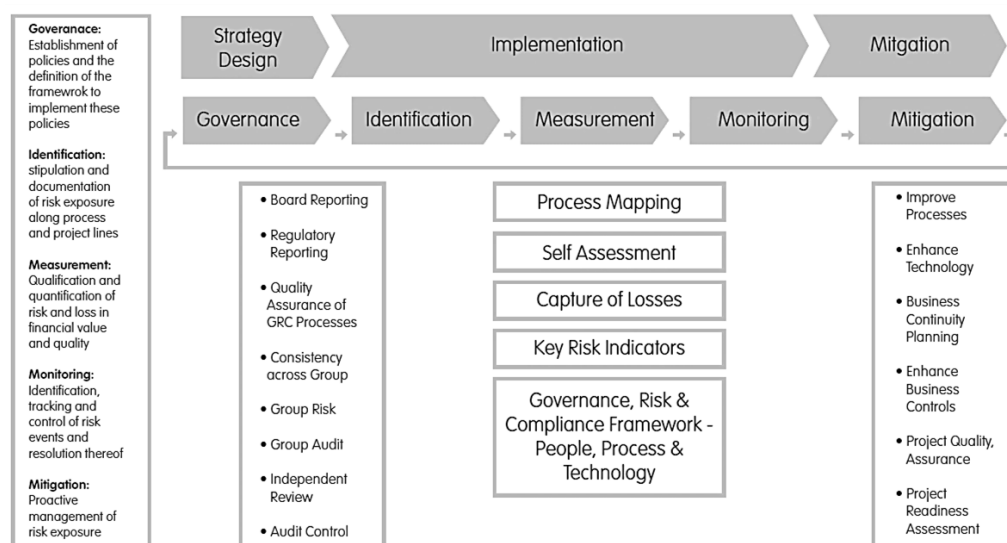 Goveranace:
Establishment of
policies and the
definition of the
framewrok to
implement these
policies
Identification:
stipulation and
documentation
of risk exposure
along process
and project lines
Measurement:
Qualification and
quantification of
risk and loss in
financial value
and quality
Monitoring:
Identification,
tracking and
control of risk
events and
resolution thereof
Mitigation:
Proactive
management of
risk exposure
Strategy
Design
Implementation
Mitgation
Governance
Identification
Measurement
Monitoring
Mitigation
• Board Reporting
• Regulatory
Reporting
• Quality
Assurance of
GRC Processes
• Consistency
across Group
• Group Risk
• Group Audit
• Independent
Review
• Audit Control
Process Mapping
Self Assessment
Capture of Losses
Key Risk Indicators
Governance, Risk &
Compliance Framework -
People, Process &
Technology
• Improve
Processes
• Enhance
Technology
• Business
Continuity
Planning
• Enhance
Business
Controls
• Project Quality,
Assurance
• Project
Readiness
Assessment